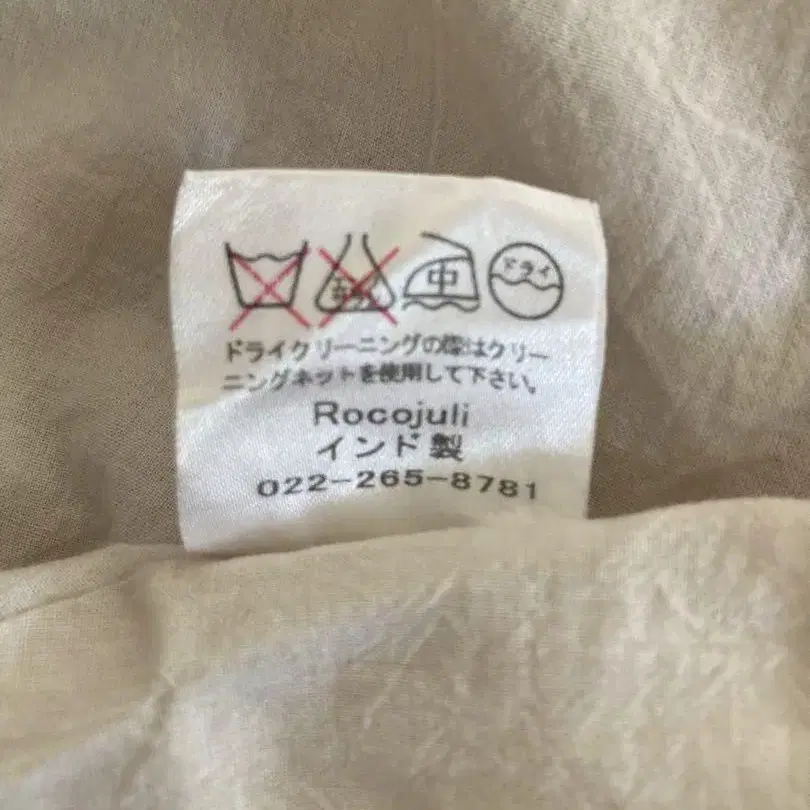 中 ドライ
ドライクリーニングの際はクリー
ニングネットを使用して下さい。
Rocojuli
インド製
022-265-8781